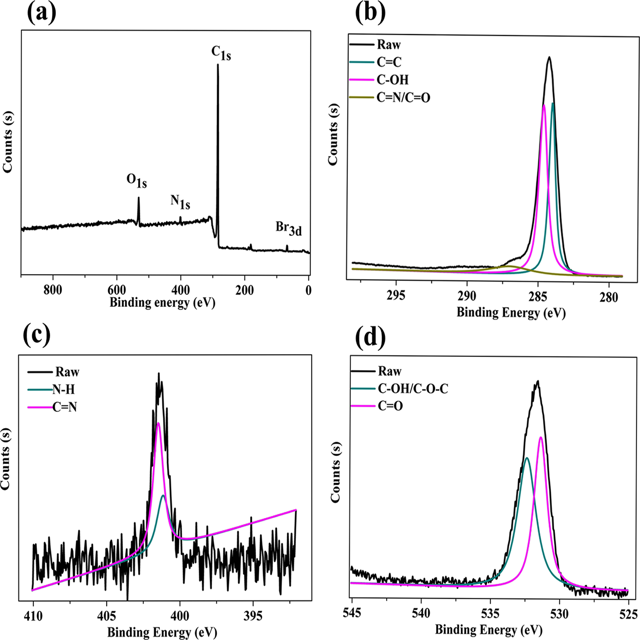 (a)
Counts (s)
C1s
O1s
N1s
Br3d
800 600 400 200 0
Binding energy (eV)
(b)
Counts (s)
Raw
C=C
C-OH
C=N/C=O
295 290 285 280
Binding Energy (eV)
(c)
Counts (s)
Raw
N-H
C=N
410 405 400 395
Binding Energy (eV)
(d)
Counts (s)
Raw
C-OH/C-O-C
C=O
545 540 535 530 525
Binding Energy (eV)